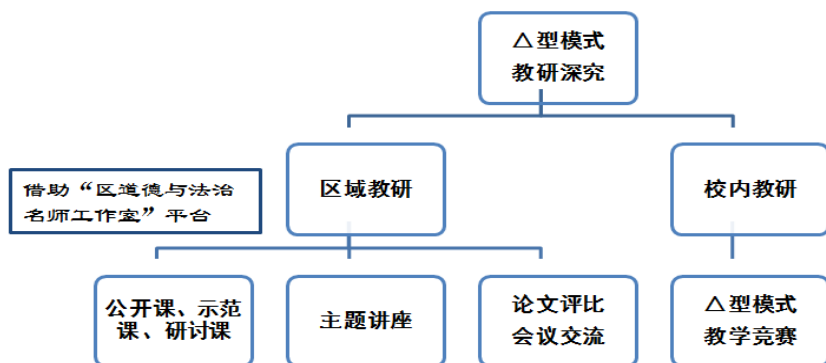 △型模式
教研深究
借助“区道德与法治
名师工作室”平台
区域教研
校内教研
公开课、示范
课、研讨课
主题讲座
论文评比
会议交流
△型模式
教学竞赛